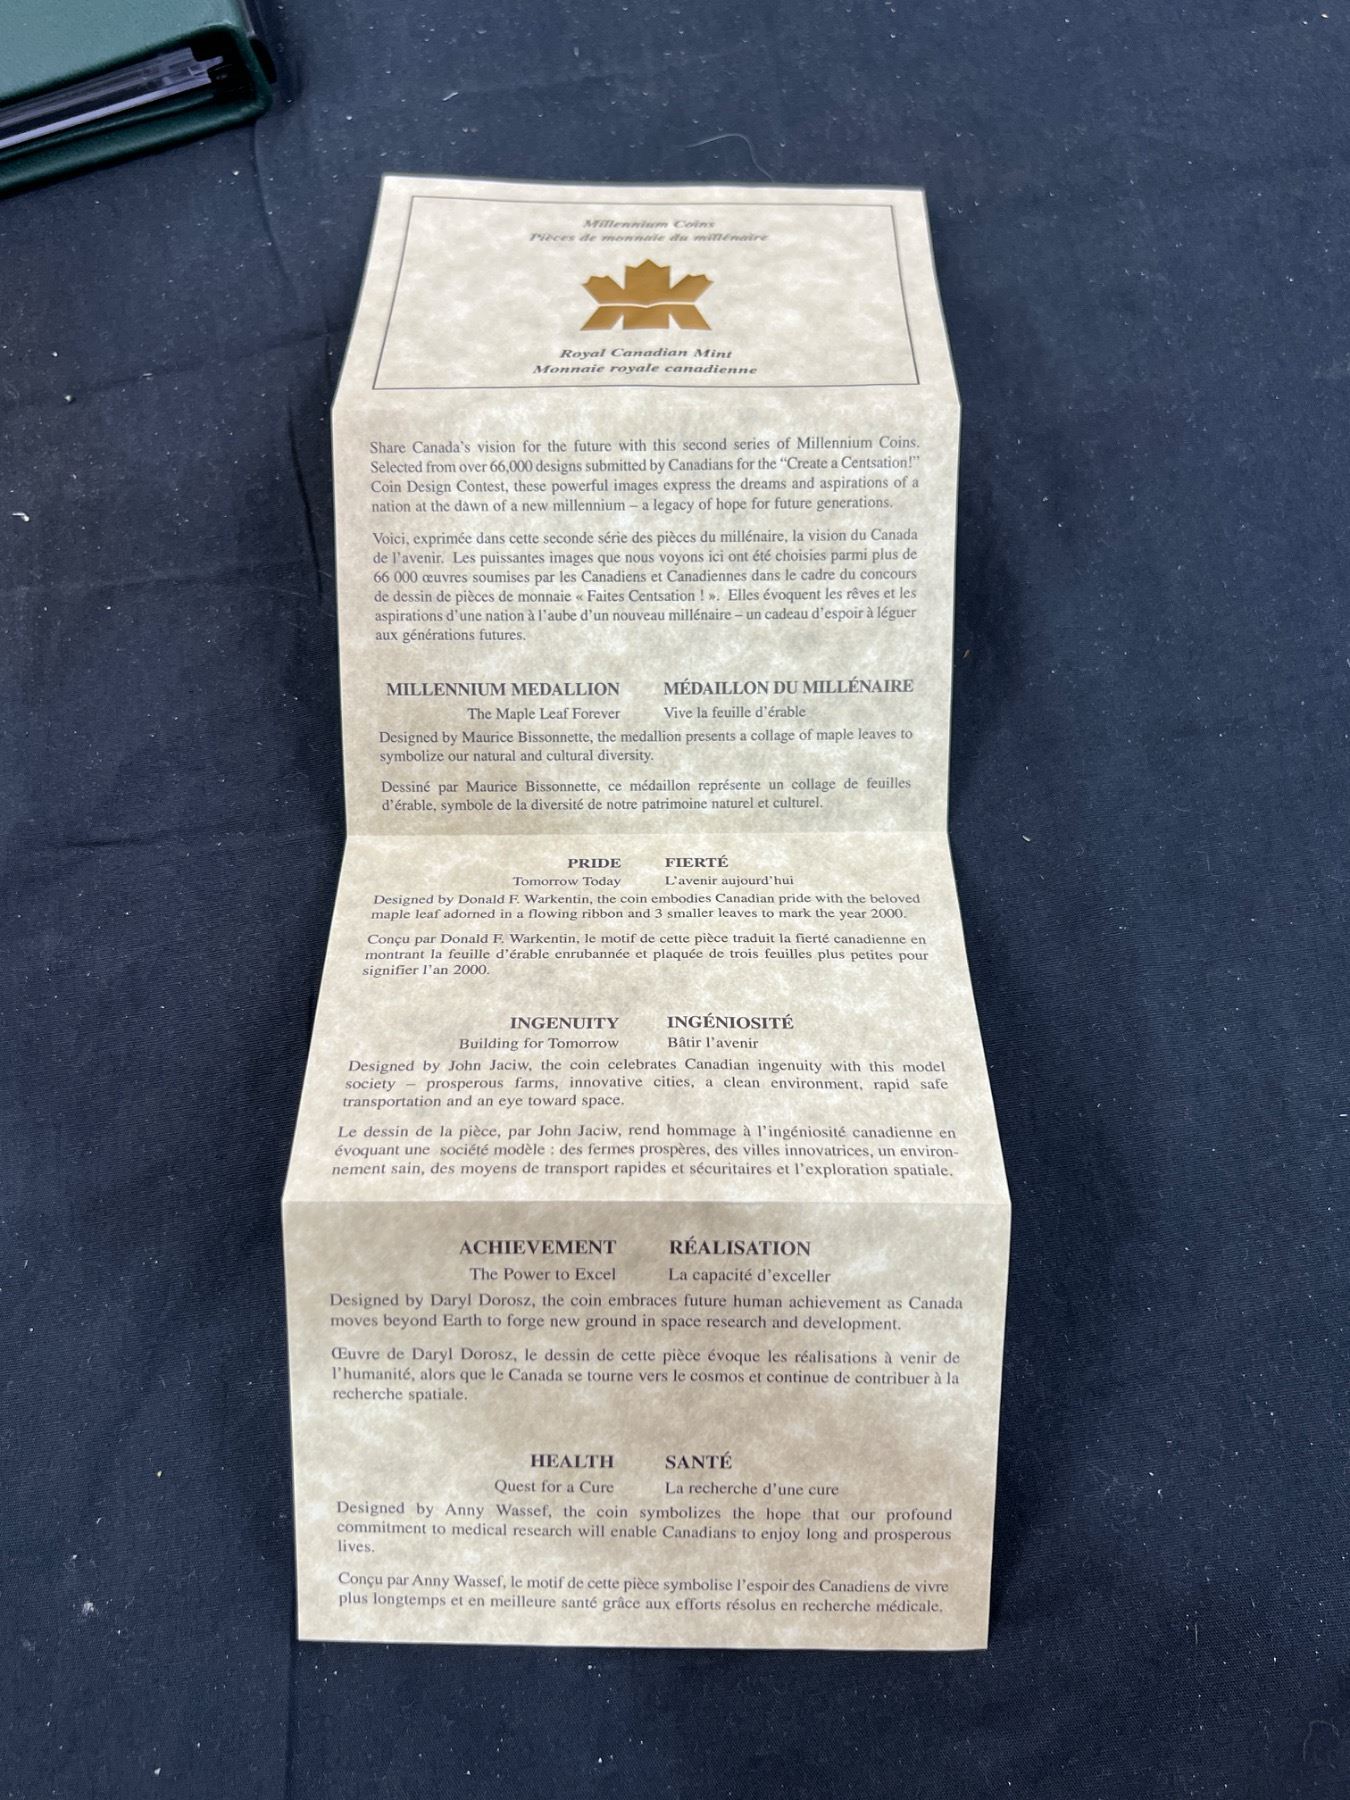 Millennium Coins
Pièces de monnaie du millénaire
Royal Canadian Mint
Monnaie royale canadienne
Share Canada's vision for the future with this second series of Millennium Coins.
Selected from over 66,000 designs submitted by Canadians for the "Create a Centsation!"
Coin Design Contest, these powerful images express the dreams and aspirations of a
nation at the dawn of a new millennium – a legacy of hope for future generations.
Voici, exprimée dans cette seconde série des pièces du millénaire, la vision du Canada
de l'avenir. Les puissantes images que nous voyons ici ont été choisies parmi plus de
66 000 œuvres soumises par les Canadiens et Canadiennes dans le cadre du concours
de dessin de pièces de monnaie « Faites Centsation ! ». Elles évoquent les rêves et les
aspirations d'une nation à l'aube d'un nouveau millénaire – un cadeau d'espoir à léguer
aux générations futures.
MILLENNIUM MEDALLION MÉDAILLON DU MILLÉNAIRE
The Maple Leaf Forever Vive la feuille d'érable
Designed by Maurice Bissonnette, the medallion presents a collage of maple leaves to
symbolize our natural and cultural diversity.
Dessiné par Maurice Bissonnette, ce médaillon représente un collage de feuilles
d'érable, symbole de la diversité de notre patrimoine naturel et culturel.
PRIDE FIERTÉ
Tomorrow Today L'avenir aujourd'hui
Designed by Donald F. Warkentin, the coin embodies Canadian pride with the beloved
maple leaf adorned in a flowing ribbon and 3 smaller leaves to mark the year 2000.
Conçu par Donald F. Warkentin, le motif de cette pièce traduit la fierté canadienne en
montrant la feuille d'érable enrubannée et plaquée de trois feuilles plus petites pour
signifier l'an 2000.
INGENUITY INGÉNIOSITÉ
Building for Tomorrow Bâtir l'avenir
Designed by John Jaciw, the coin celebrates Canadian ingenuity with this model
society – prosperous farms, innovative cities, a clean environment, rapid safe
transportation and an eye toward space.
Le dessin de la pièce, par John Jaciw, rend hommage à l'ingéniosité canadienne en
évoquant une société modèle : des fermes prospères, des villes innovatrices, un environ-
nement sain, des moyens de transport rapides et sécuritaires et l'exploration spatiale.
ACHIEVEMENT RÉALISATION
The Power to Excel La capacité d'exceller
Designed by Daryl Dorosz, the coin embraces future human achievement as Canada
moves beyond Earth to forge new ground in space research and development.
Œuvre de Daryl Dorosz, le dessin de cette pièce évoque les réalisations à venir de
l'humanité, alors que le Canada se tourne vers le cosmos et continue de contribuer à la
recherche spatiale.
HEALTH SANTÉ
Quest for a Cure La recherche d'une cure
Designed by Anny Wassef, the coin symbolizes the hope that our profound
commitment to medical research will enable Canadians to enjoy long and prosperous
lives.
Conçu par Anny Wassef, le motif de cette pièce symbolise l'espoir des Canadiens de vivre
plus longtemps et en meilleure santé grâce aux efforts résolus en recherche médicale.